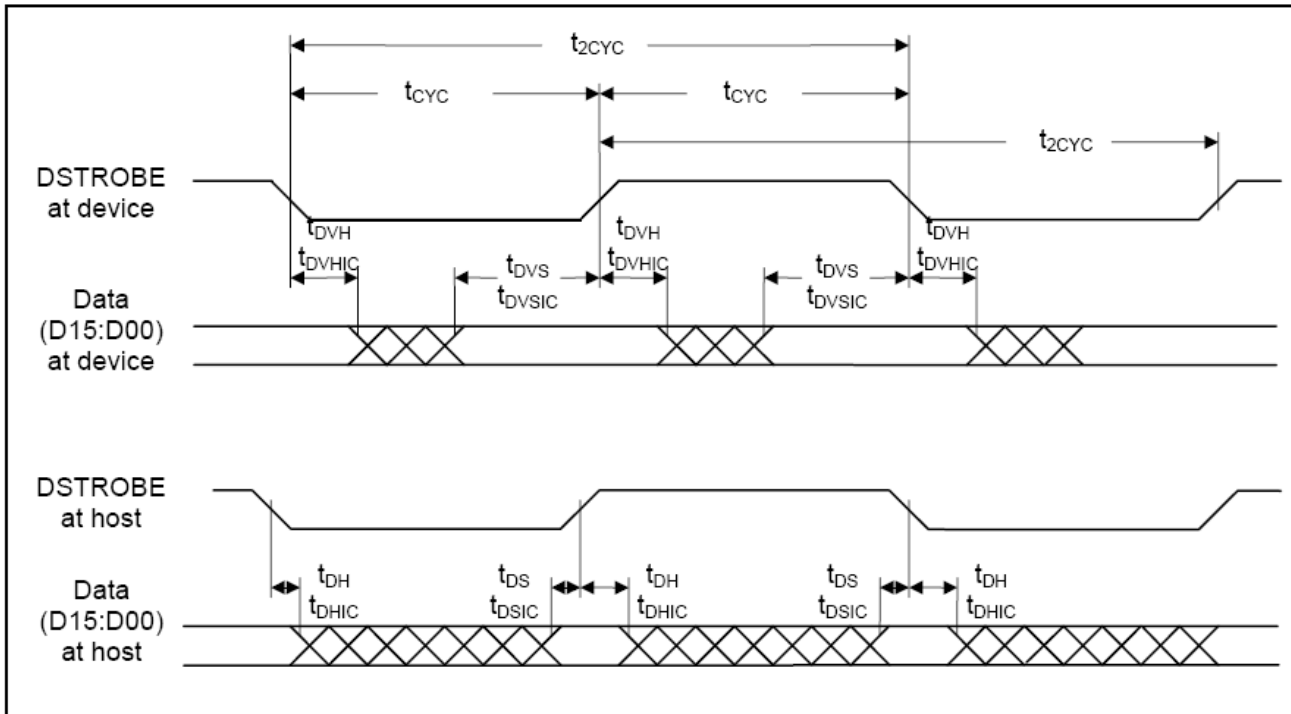 t2CYC
tCYC tCYC
t2CYC
DSTROBE
at device
tDVH tDVH tDVH
tDVHIC tDVS tDVHIC tDVS tDVHIC
tDVSIC tDVSIC
Data
(D15:D00)
at device
DSTROBE
at host
tDH tDS tDH tDS tDH
tDHIC tDSIC tDHIC tDSIC tDHIC
Data
(D15:D00)
at host